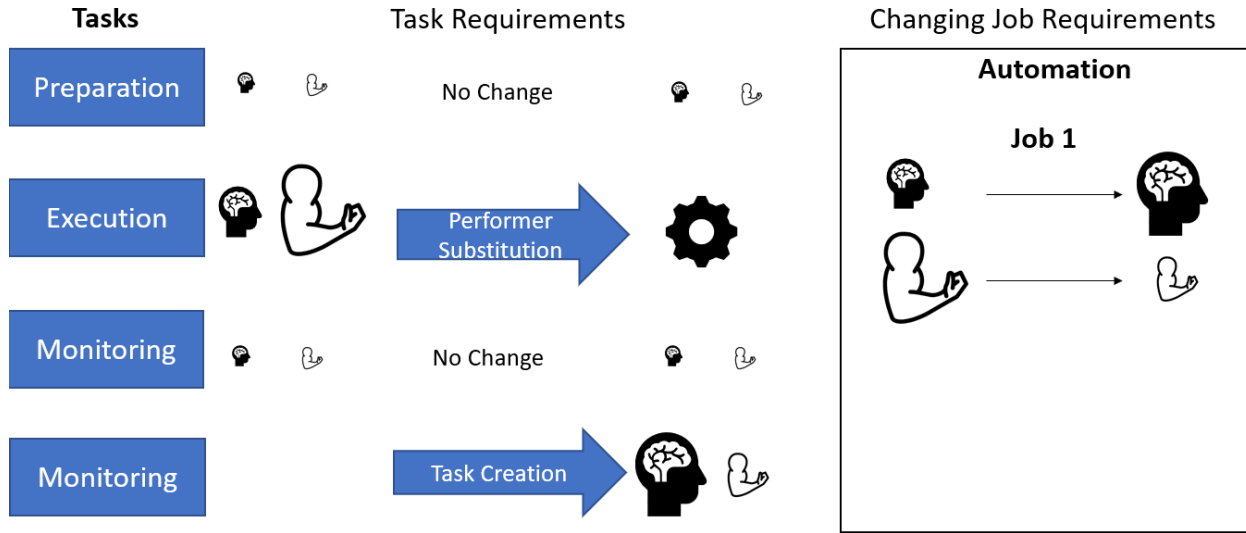 Tasks
Task Requirements
Changing Job Requirements
Preparation
No Change
Automation
Job 1
Execution
Performer
Substitution
Monitoring
No Change
Monitoring
Task Creation